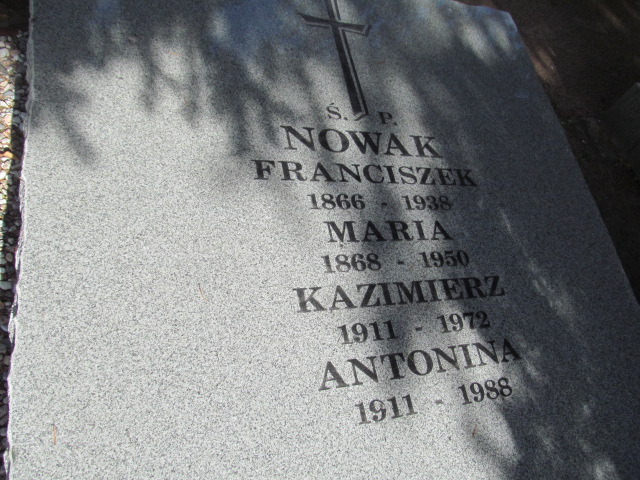 Ś. P.
NOWAK
FRANCISZEK
1866 - 1938
MARIA
1868 - 1950
KAZIMIERZ
1911 - 1972
ANTONINA
1911 - 1988